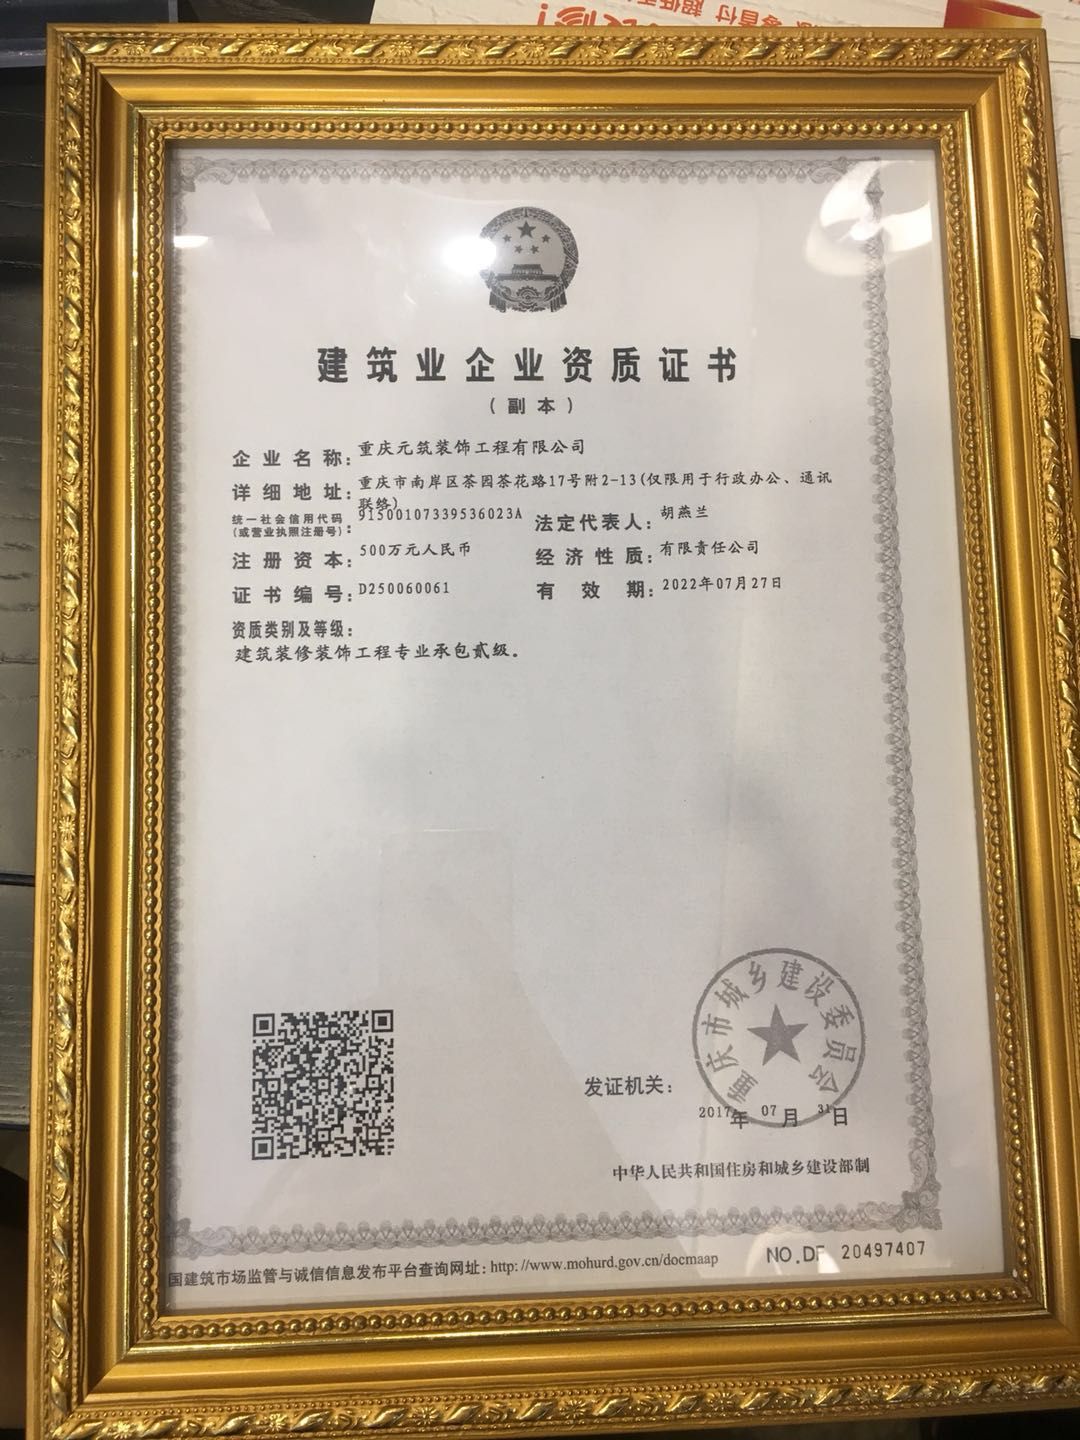 建筑业企业资质证书
（副本）
企业名称：重庆元筑装饰工程有限公司
详细地址：重庆市南岸区茶园茶花路17号附2-13(仅限用于行政办公、通讯
联络)
统一社会信用代码
(或营业执照注册号)：91500107339536023A 法定代表人：胡燕兰
注册资本：500万元人民币 经济性质：有限责任公司
证书编号：D250060061 有效期：2022年07月27日
资质类别及等级：
建筑装修装饰工程专业承包贰级。
重庆市城乡建设委员会
发证机关：
2017年07月31日
中华人民共和国住房和城乡建设部制
国建筑市场监管与诚信信息发布平台查询网址：http://www.mohurd.gov.cn/docmaap
NO.DF 20497407